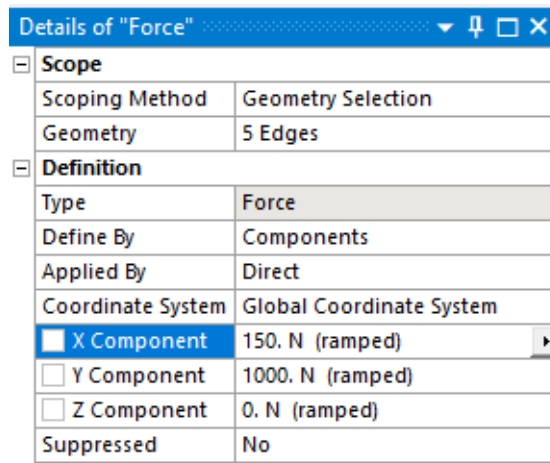 Details of "Force"
Scope
Scoping Method Geometry Selection
Geometry 5 Edges
Definition
Type Force
Define By Components
Applied By Direct
Coordinate System Global Coordinate System
X Component 150. N (ramped)
Y Component 1000. N (ramped)
Z Component 0. N (ramped)
Suppressed No